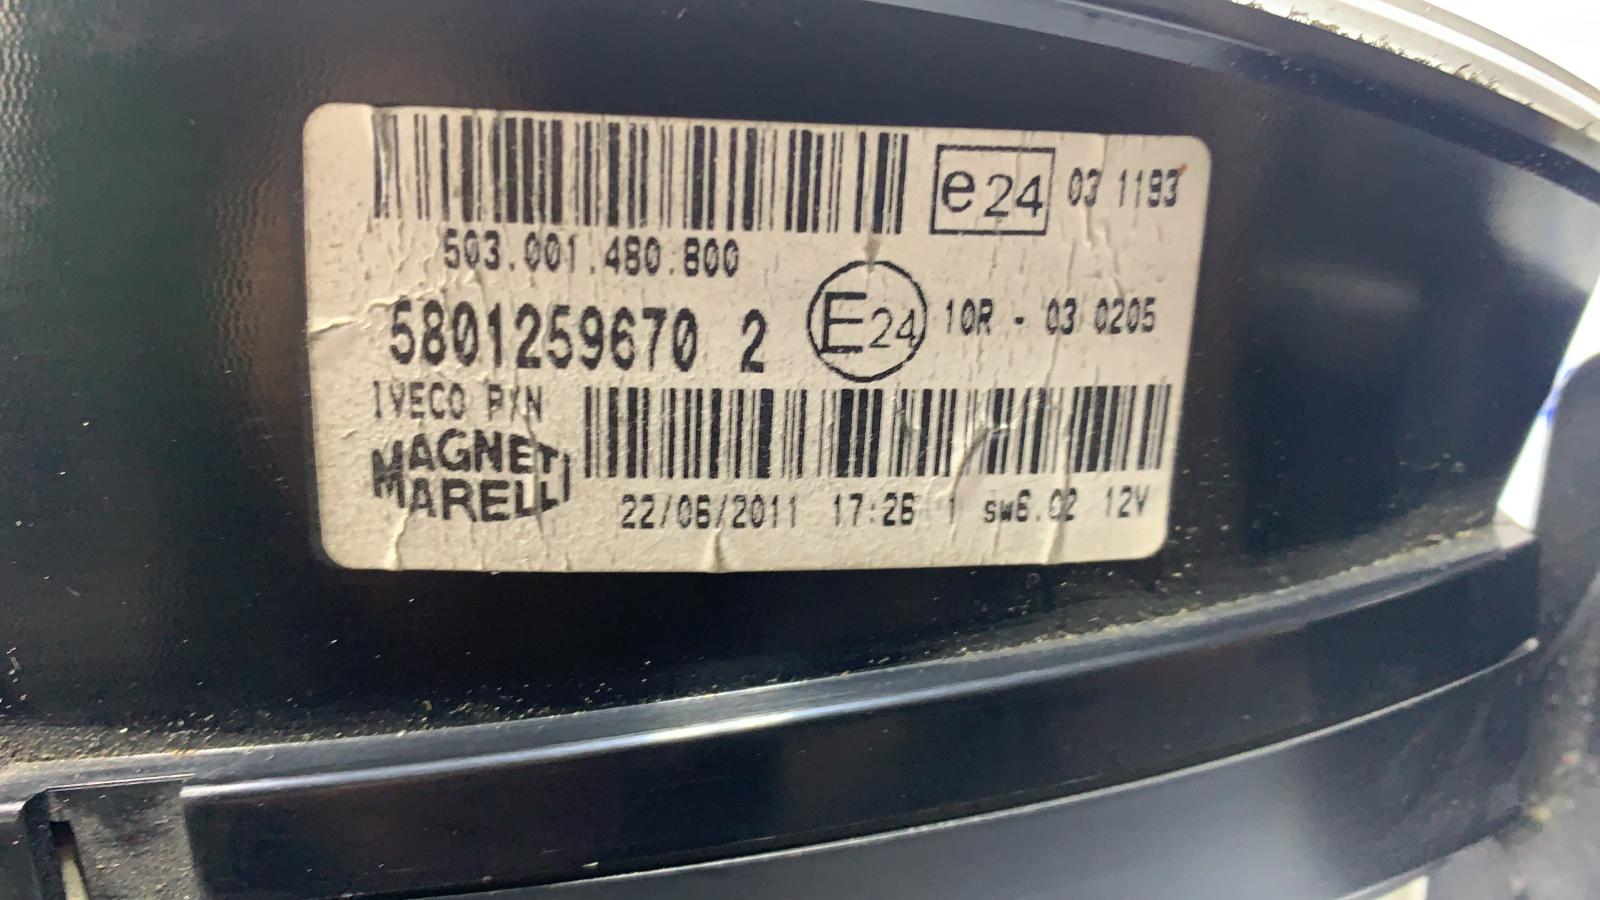 e24 03 1193
503.001.480.800
5801259670 2 E24 10R - 03 0205
IVECO P/N
MAGNETI
MARELLI
22/06/2011 17:26 1 sw6.02 12V